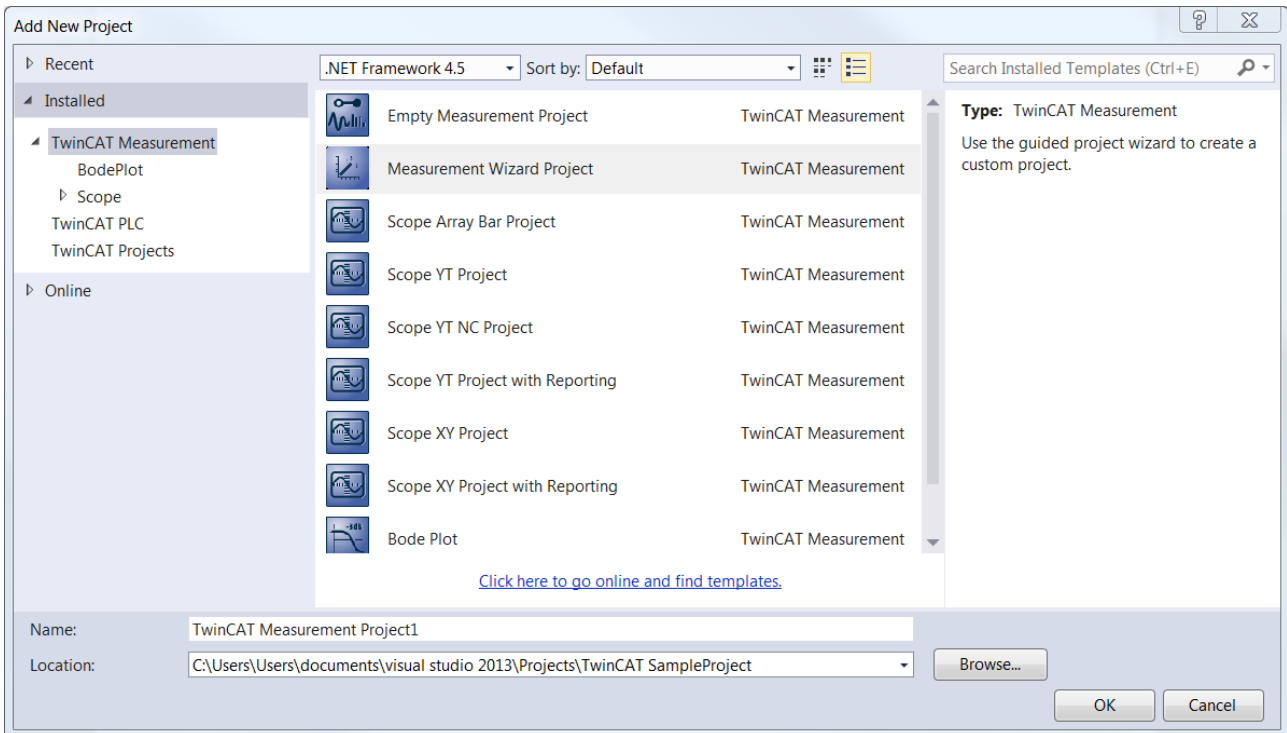 Add New Project
Recent
Installed
TwinCAT Measurement
BodePlot
Scope
TwinCAT PLC
TwinCAT Projects
Online
.NET Framework 4.5
Sort by: Default
Search Installed Templates (Ctrl+E)
Empty Measurement Project TwinCAT Measurement
Measurement Wizard Project TwinCAT Measurement
Scope Array Bar Project TwinCAT Measurement
Scope YT Project TwinCAT Measurement
Scope YT NC Project TwinCAT Measurement
Scope YT Project with Reporting TwinCAT Measurement
Scope XY Project TwinCAT Measurement
Scope XY Project with Reporting TwinCAT Measurement
-3dB
Bode Plot TwinCAT Measurement
Click here to go online and find templates.
Type: TwinCAT Measurement
Use the guided project wizard to create a
custom project.
Name: TwinCAT Measurement Project1
Location: C:\Users\Users\documents\visual studio 2013\Projects\TwinCAT SampleProject
Browse...
OK Cancel